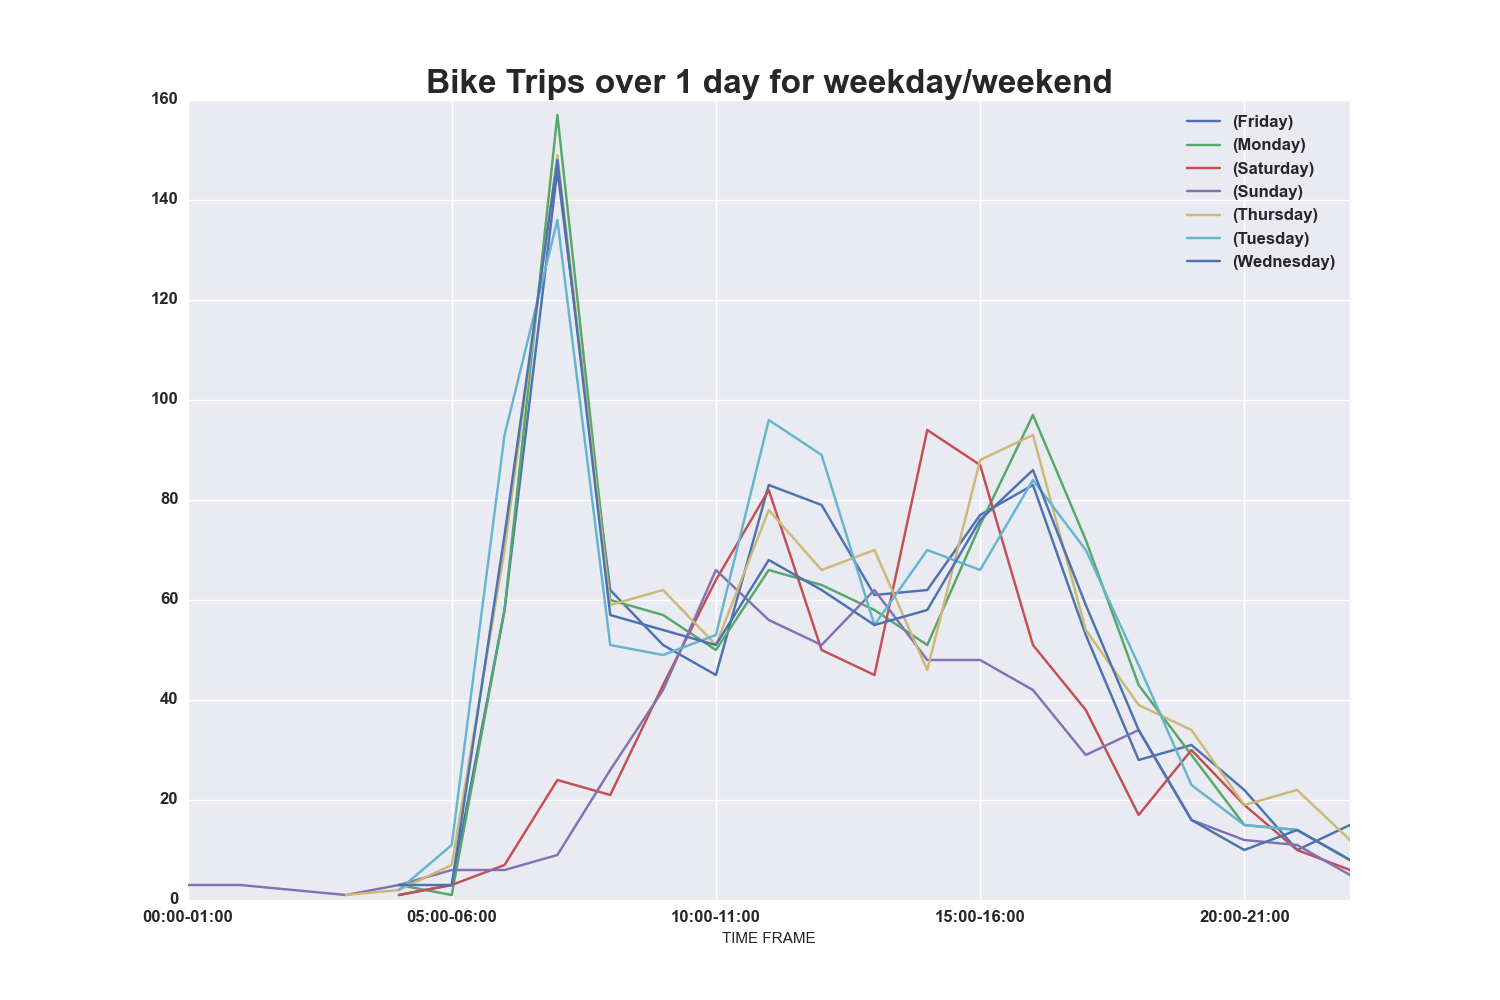 Bike Trips over 1 day for weekday/weekend
160
140
120
100
80
60
40
20
0
(Friday)
(Monday)
(Saturday)
(Sunday)
(Thursday)
(Tuesday)
(Wednesday)
00:00-01:00 05:00-06:00 10:00-11:00 15:00-16:00 20:00-21:00
TIME FRAME